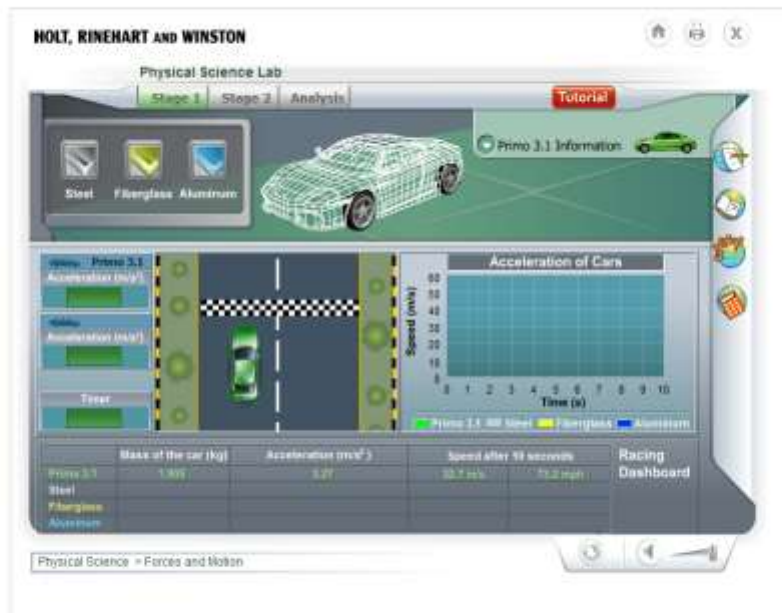 HOLT, RINEHART AND WINSTON
Physical Science Lab
Stage 1 Stage 2 Analysis
Tutorial
Primo 3.1 Information
Steel Fiberglass Aluminum
Primo 3.1
Acceleration (m/s²)
Acceleration (m/s²)
Timer
Acceleration of Cars
Speed (m/s)
60
50
40
30
20
10
0
0 1 2 3 4 5 6 7 8 9 10
Time (s)
Primo 3.1 Steel Fiberglass Aluminum
Mass of the car (kg) Acceleration (m/s²) Speed after 10 seconds
Racing
Dashboard
Primo 3.1 3.27 32.7 m/s
Steel
Fiberglass
Aluminum
Physical Science > Forces and Motion